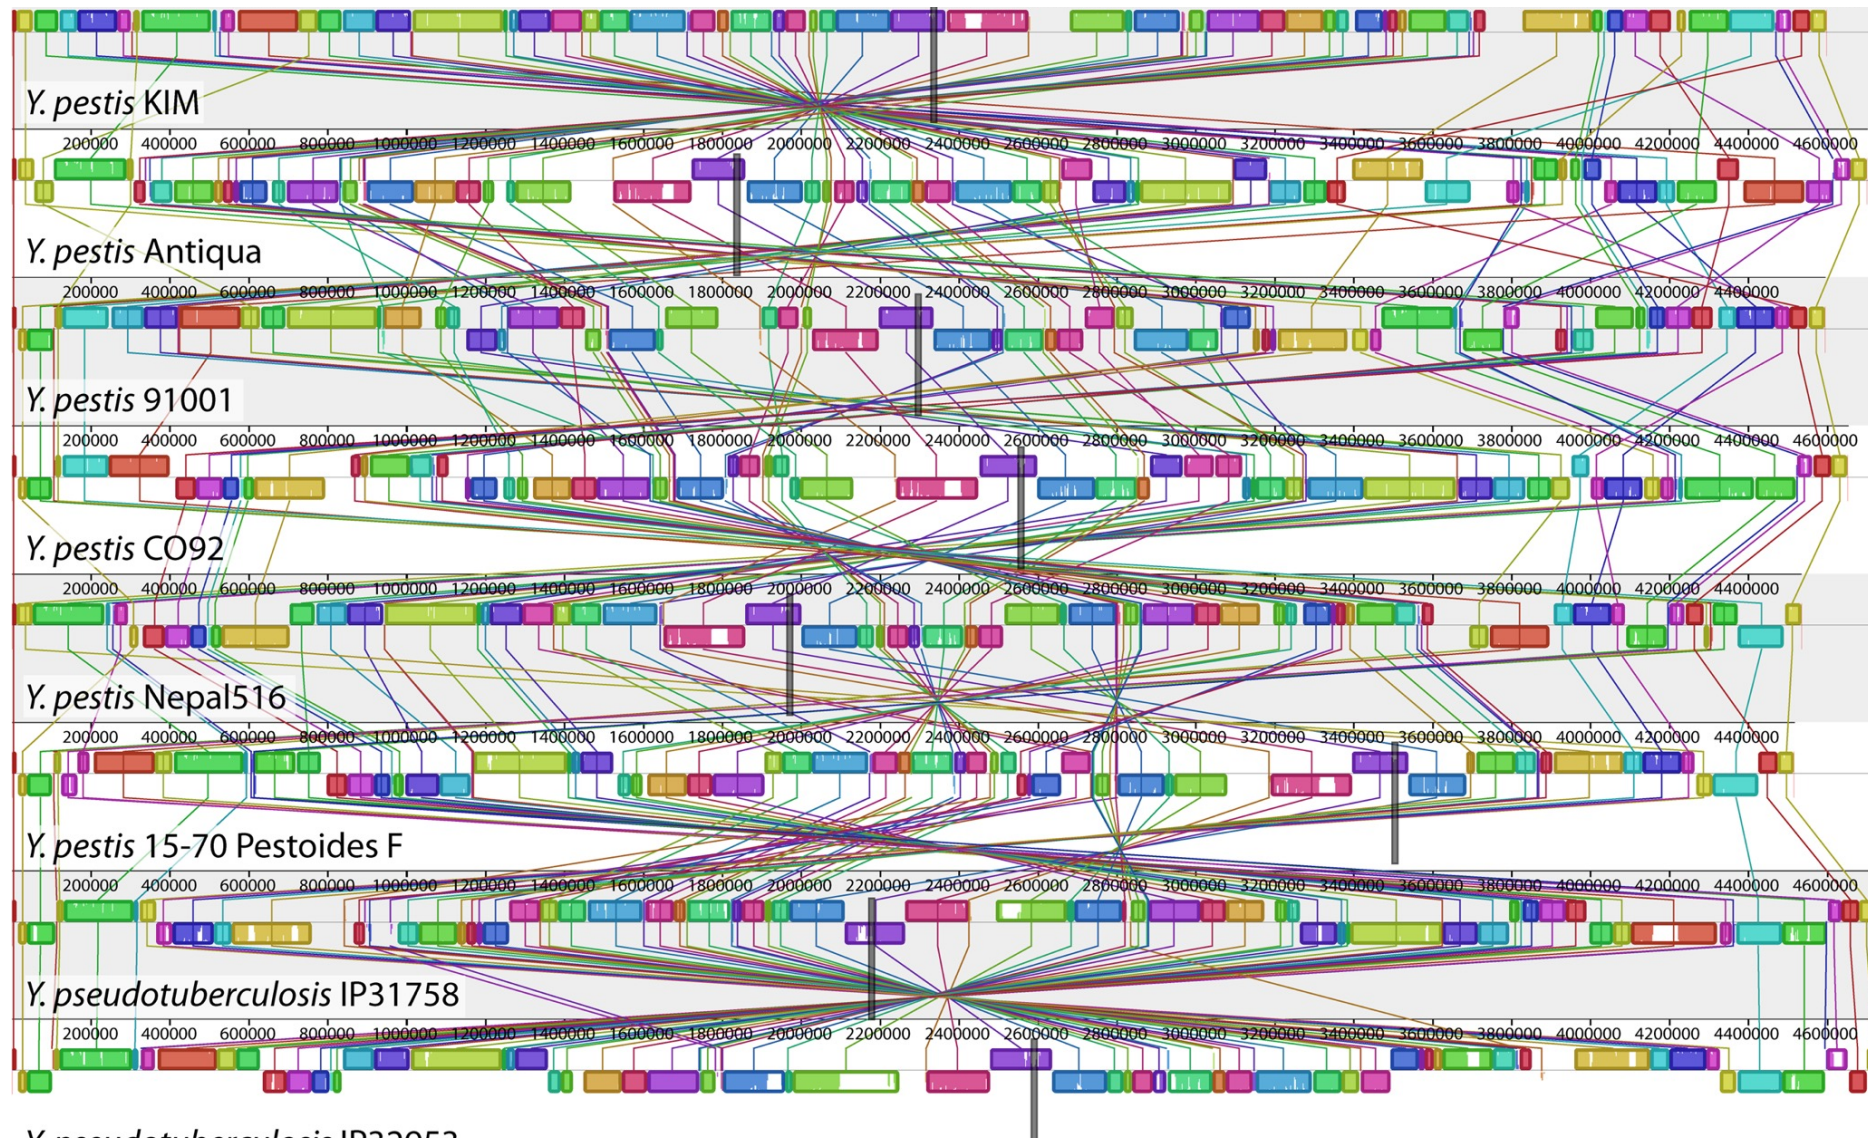 Y. pestis KIM
200000 400000 600000 800000 1000000 1200000 1400000 1600000 1800000 2000000 2200000 2400000 2600000 2800000 3000000 3200000 3400000 3600000 3800000 4000000 4200000 4400000 4600000
Y. pestis Antiqua
200000 400000 600000 800000 1000000 1200000 1400000 1600000 1800000 2000000 2200000 2400000 2600000 2800000 3000000 3200000 3400000 3600000 3800000 4000000 4200000 4400000
Y. pestis 91001
200000 400000 600000 800000 1000000 1200000 1400000 1600000 1800000 2000000 2200000 2400000 2600000 2800000 3000000 3200000 3400000 3600000 3800000 4000000 4200000 4400000 4600000
Y. pestis CO92
200000 400000 600000 800000 1000000 1200000 1400000 1600000 1800000 2000000 2200000 2400000 2600000 2800000 3000000 3200000 3400000 3600000 3800000 4000000 4200000 4400000
Y. pestis Nepal516
200000 400000 600000 800000 1000000 1200000 1400000 1600000 1800000 2000000 2200000 2400000 2600000 2800000 3000000 3200000 3400000 3600000 3800000 4000000 4200000 4400000
Y. pestis 15-70 Pestoides F
200000 400000 600000 800000 1000000 1200000 1400000 1600000 1800000 2000000 2200000 2400000 2600000 2800000 3000000 3200000 3400000 3600000 3800000 4000000 4200000 4400000 4600000
Y. pseudotuberculosis IP31758
200000 400000 600000 800000 1000000 1200000 1400000 1600000 1800000 2000000 2200000 2400000 2600000 2800000 3000000 3200000 3400000 3600000 3800000 4000000 4200000 4400000 4600000
Y. pseudotuberculosis IP32953